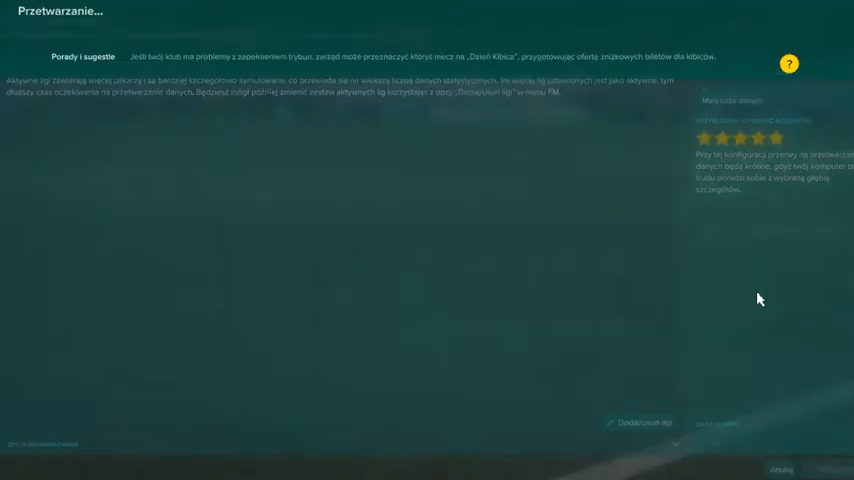 Przetwarzanie...
Porady i sugestie Jeśli twój klub ma problemy z zapełnieniem trybun, zarząd może przeznaczyć któryś mecz na „Dzień Kibica”, przygotowując ofertę zniżkowych biletów dla kibiców.
?
Aktywne ligi zawierają więcej piłkarzy i są bardziej szczegółowo symulowane, co przekłada się na większą liczbę danych statystycznych. Im więcej lig ustawionych jest jako aktywne, tym
dłuższy czas oczekiwania na przetwarzanie danych. Będziesz mógł później zmienić zestaw aktywnych lig korzystając z opcji „Dodaj/usuń ligi” w menu FM.
Mała baza danych
Przy tej konfiguracji przerwy na przetwarzan
danych będą krótkie, gdyż twój komputer be
trudu poradzi sobie z wybraną głębią
szczegółów.
Dodaj/usuń ligi
Anuluj